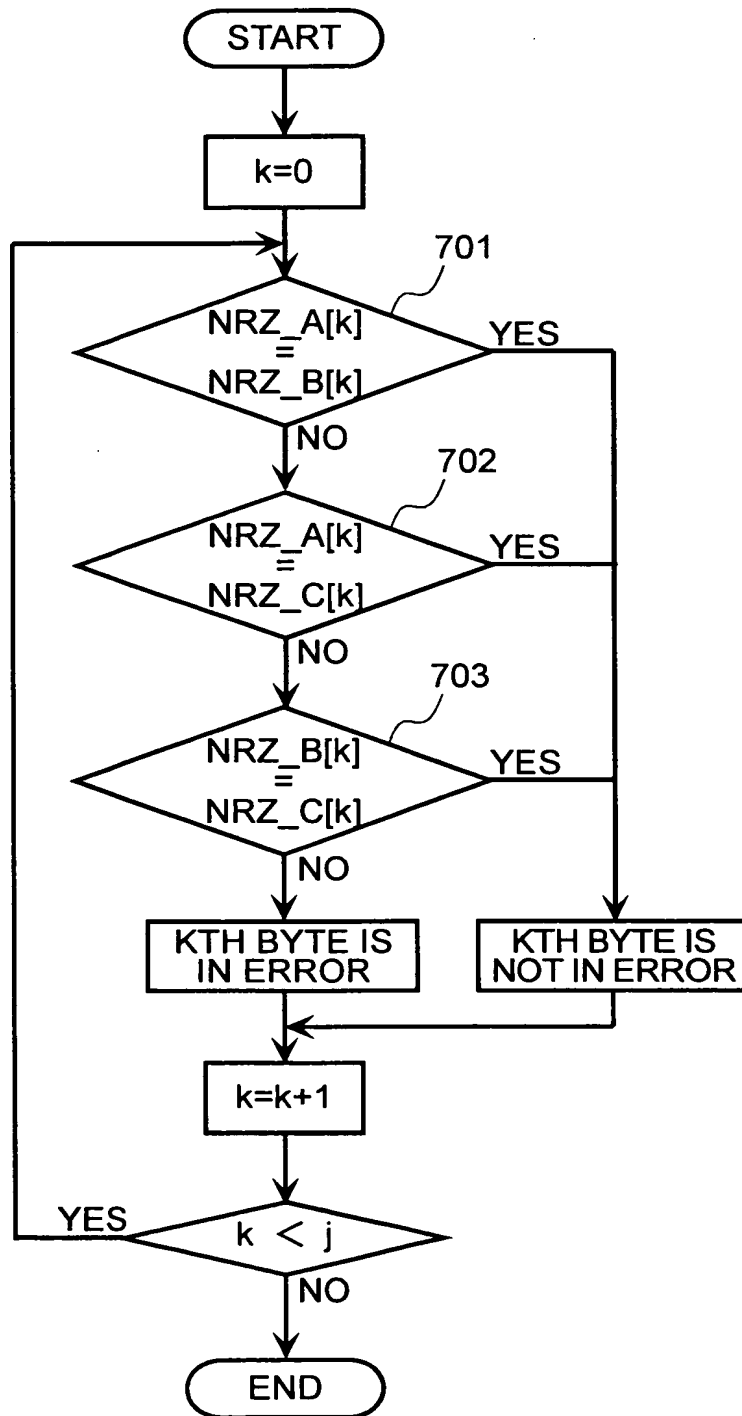 START
k=0
701
NRZ_A[k]
=
NRZ_B[k]
YES
NO
702
NRZ_A[k]
=
NRZ_C[k]
YES
NO
703
NRZ_B[k]
=
NRZ_C[k]
YES
NO
KTH BYTE IS
IN ERROR
KTH BYTE IS
NOT IN ERROR
k=k+1
YES
k < j
NO
END